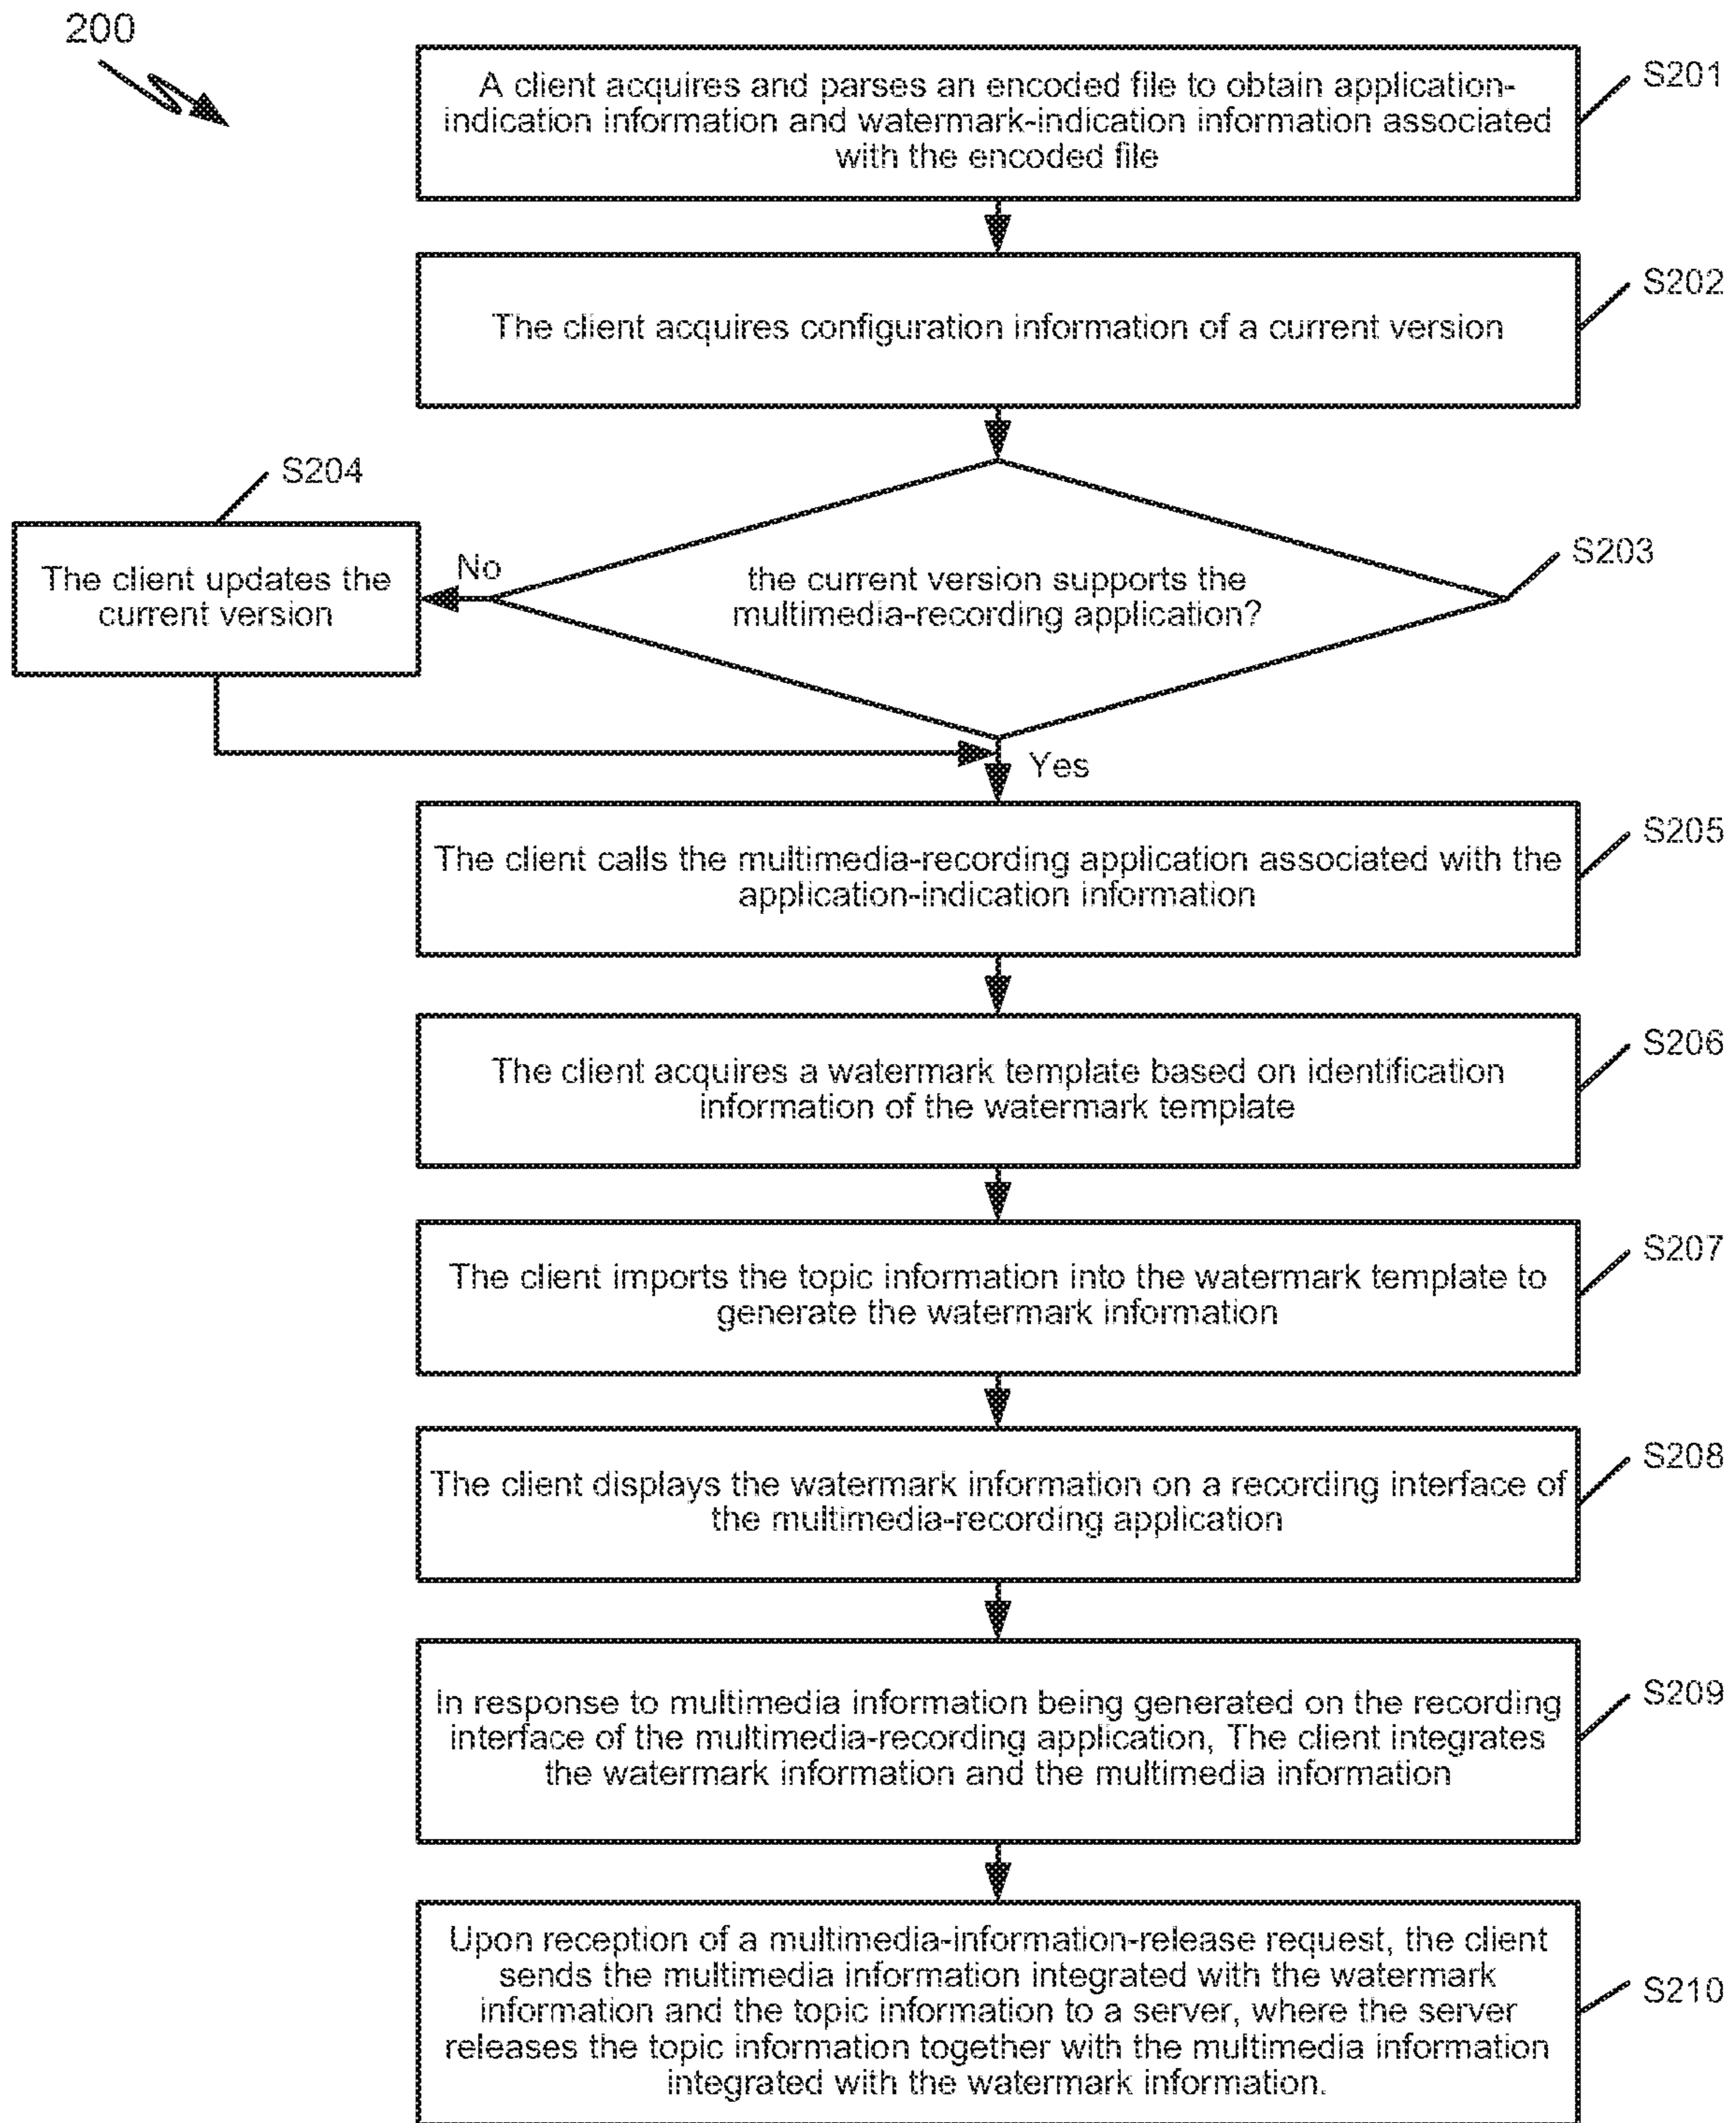 200
A client acquires and parses an encoded file to obtain application-
indication information and watermark-indication information associated
with the encoded file
S201
The client acquires configuration information of a current version
S202
S204
The client updates the
current version
No
the current version supports the
multimedia-recording application?
S203
Yes
The client calls the multimedia-recording application associated with the
application-indication information
S205
The client acquires a watermark template based on identification
information of the watermark template
S206
The client imports the topic information into the watermark template to
generate the watermark information
S207
The client displays the watermark information on a recording interface of
the multimedia-recording application
S208
In response to multimedia information being generated on the recording
interface of the multimedia-recording application, The client integrates
the watermark information and the multimedia information
S209
Upon reception of a multimedia-information-release request, the client
sends the multimedia information integrated with the watermark
information and the topic information to a server, where the server
releases the topic information together with the multimedia information
integrated with the watermark information.
S210